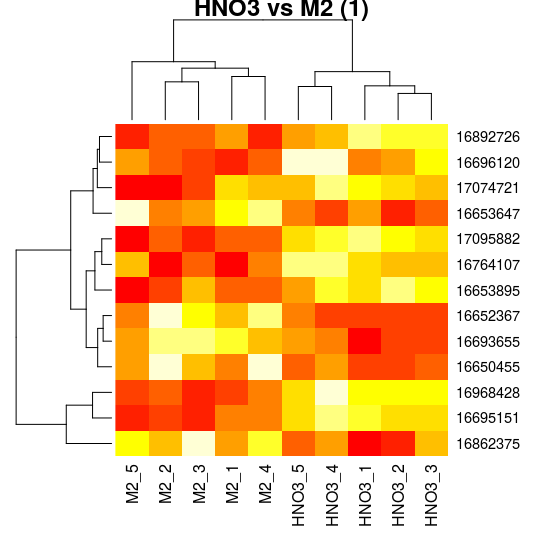 HNO3 vs M2 (1)
16892726
16696120
17074721
16653647
17095882
16764107
16653895
16652367
16693655
16650455
16968428
16695151
16862375
M2_5
M2_2
M2_3
M2_1
M2_4
HNO3_5
HNO3_4
HNO3_1
HNO3_2
HNO3_3